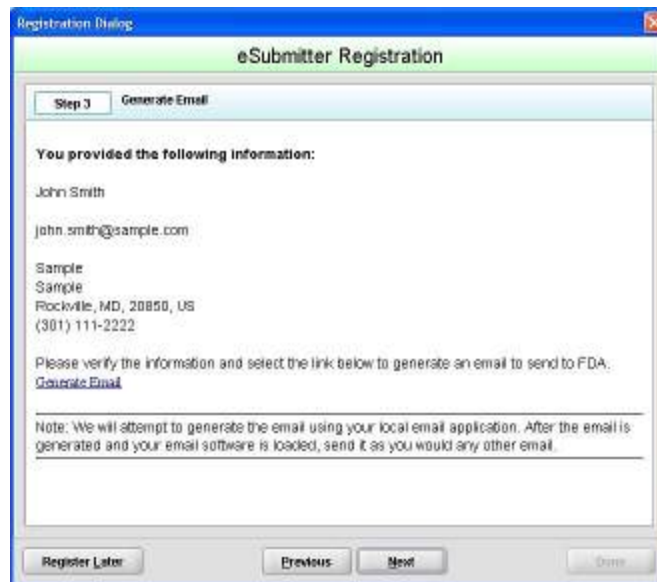 Registration Dialog
eSubmitter Registration
Step 3 Generate Email
You provided the following information:
John Smith
john.smith@sample.com
Sample
Sample
Rockville, MD, 20850, US
(301) 111-2222
Please verify the information and select the link below to generate an email to send to FDA.
Generate Email
Note: We will attempt to generate the email using your local email application. After the email is
generated and your email software is loaded, send it as you would any other email.
Register Later Previous Next Done